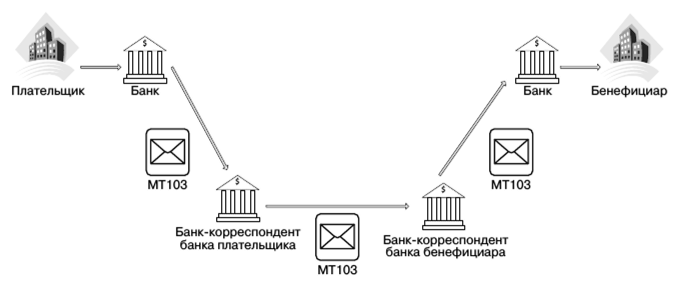 $
$
Плательщик
Банк
Банк
Бенефициар
MT103
MT103
$
$
Банк-корреспондент
банка плательщика
Банк-корреспондент
банка бенефициара
MT103